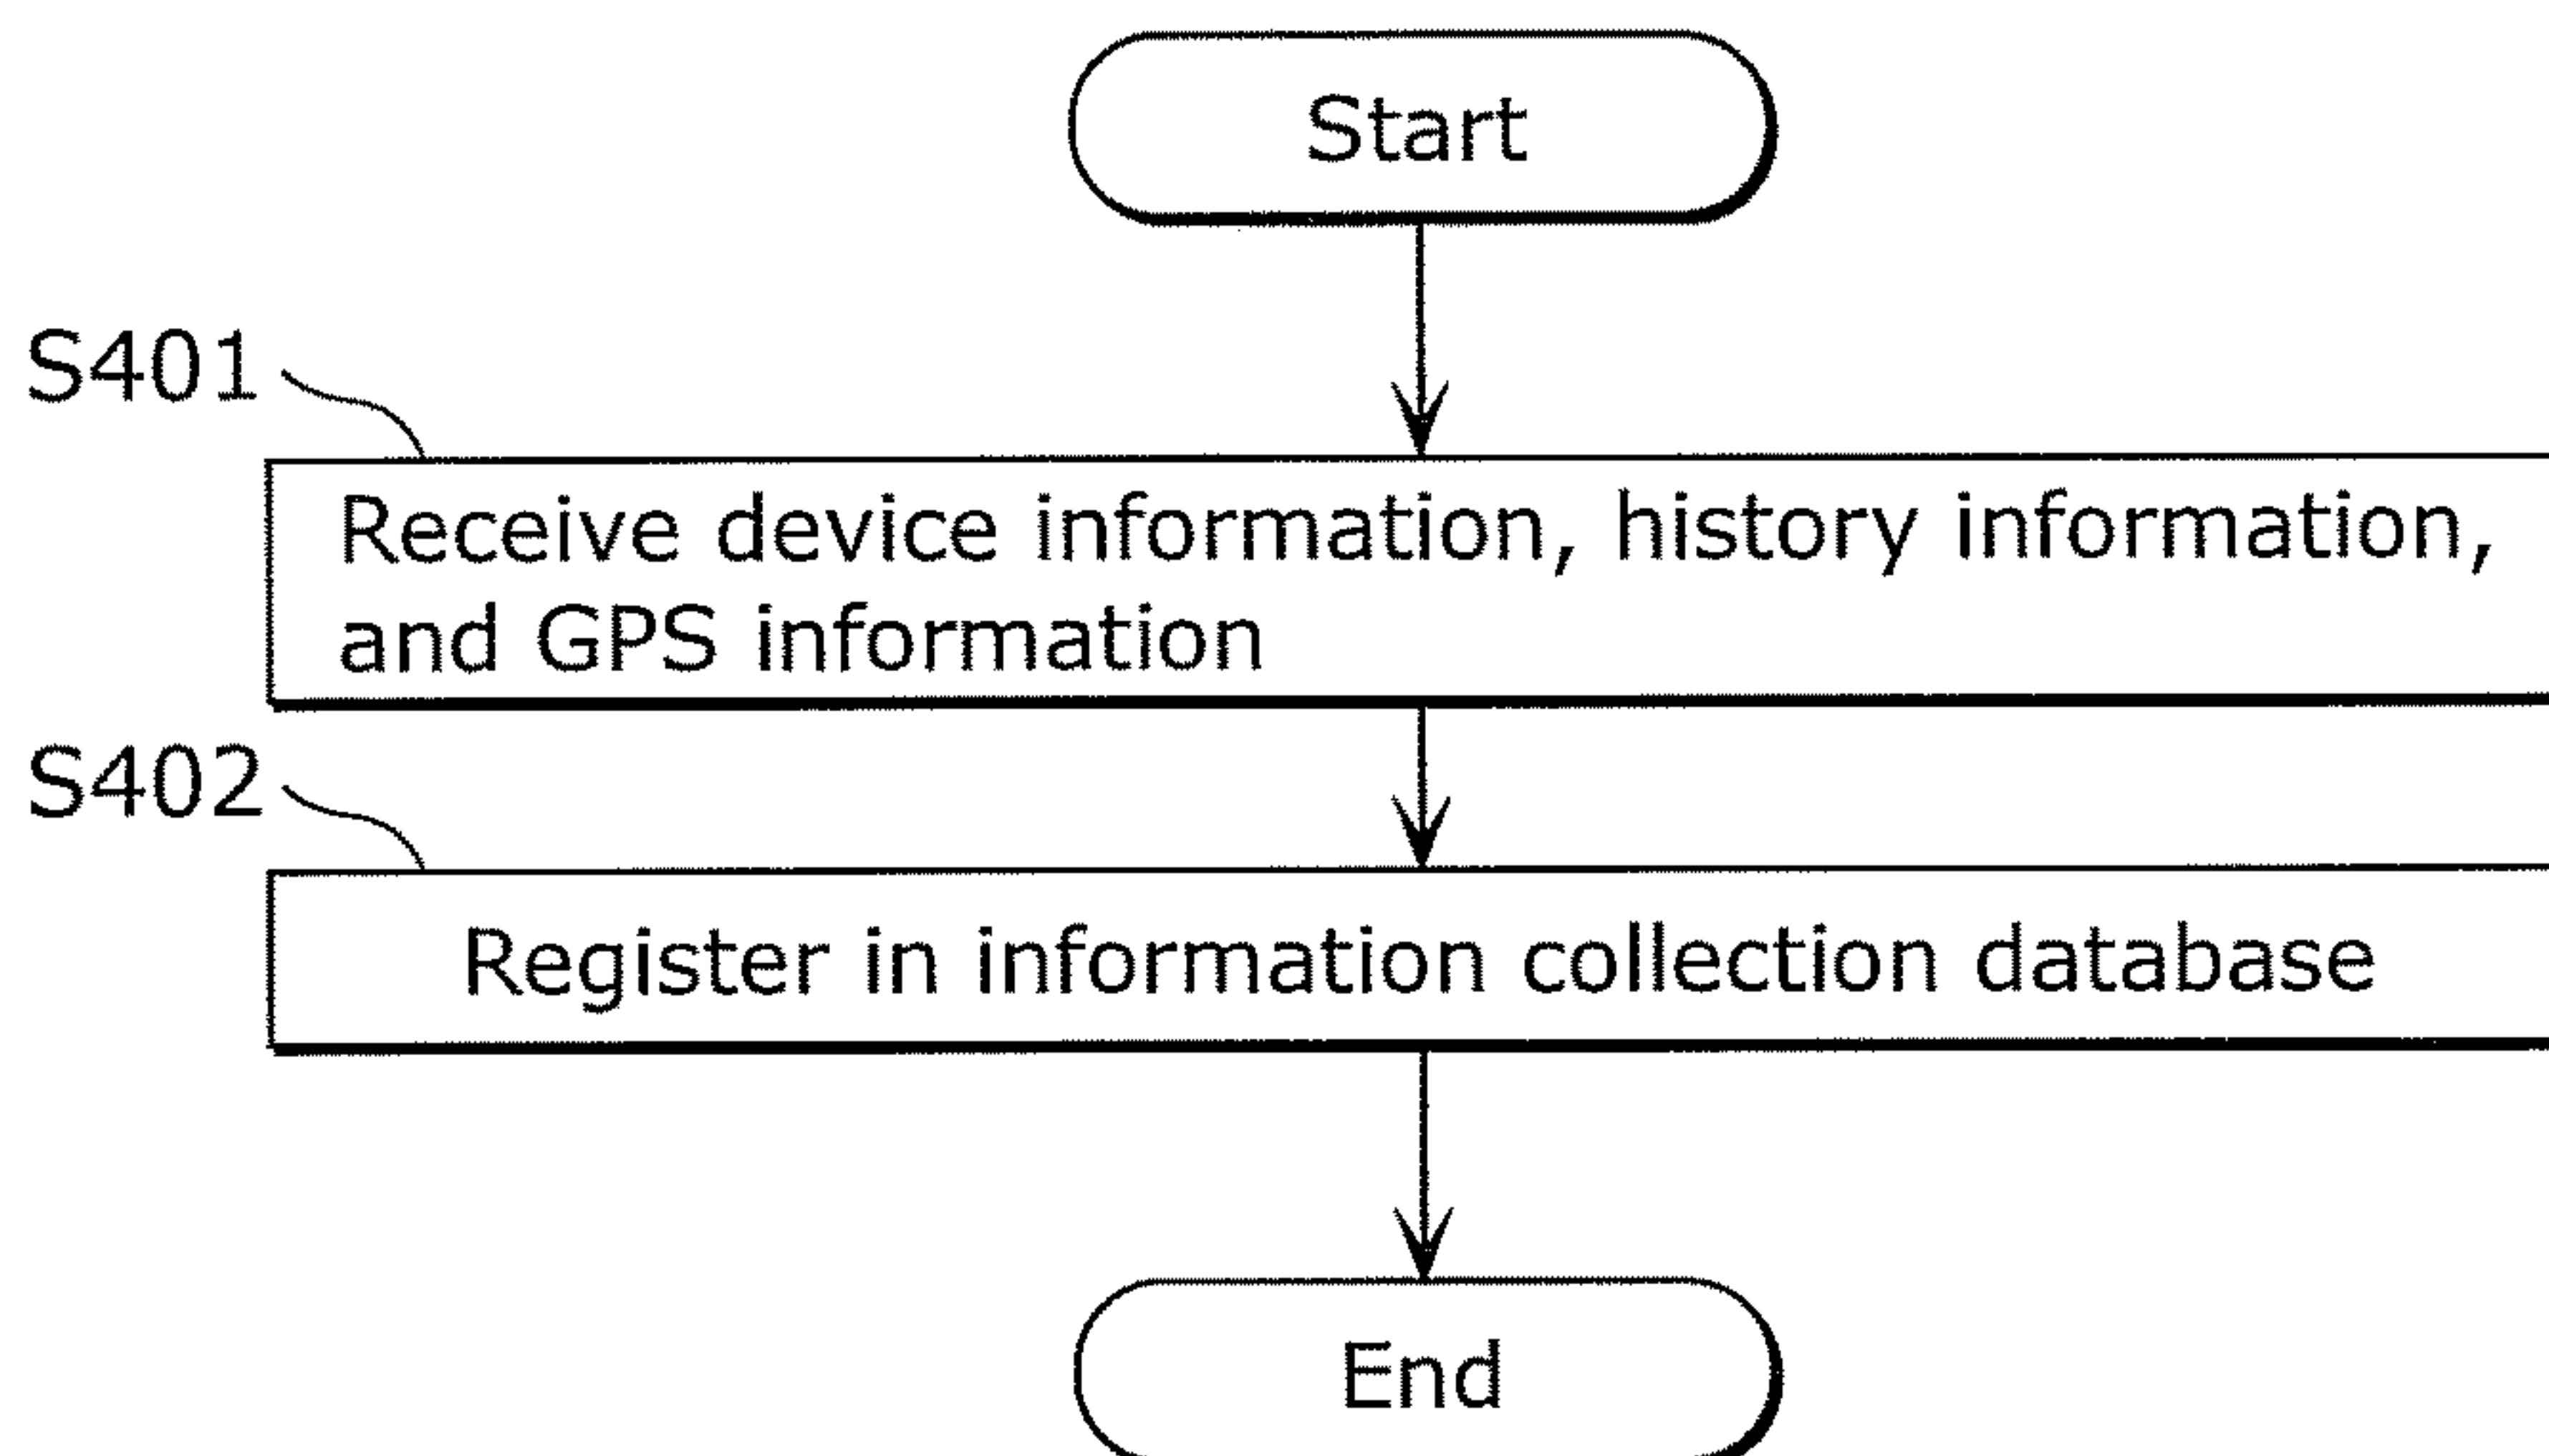 Start
S401
Receive device information, history information,
and GPS information
S402
Register in information collection database
End